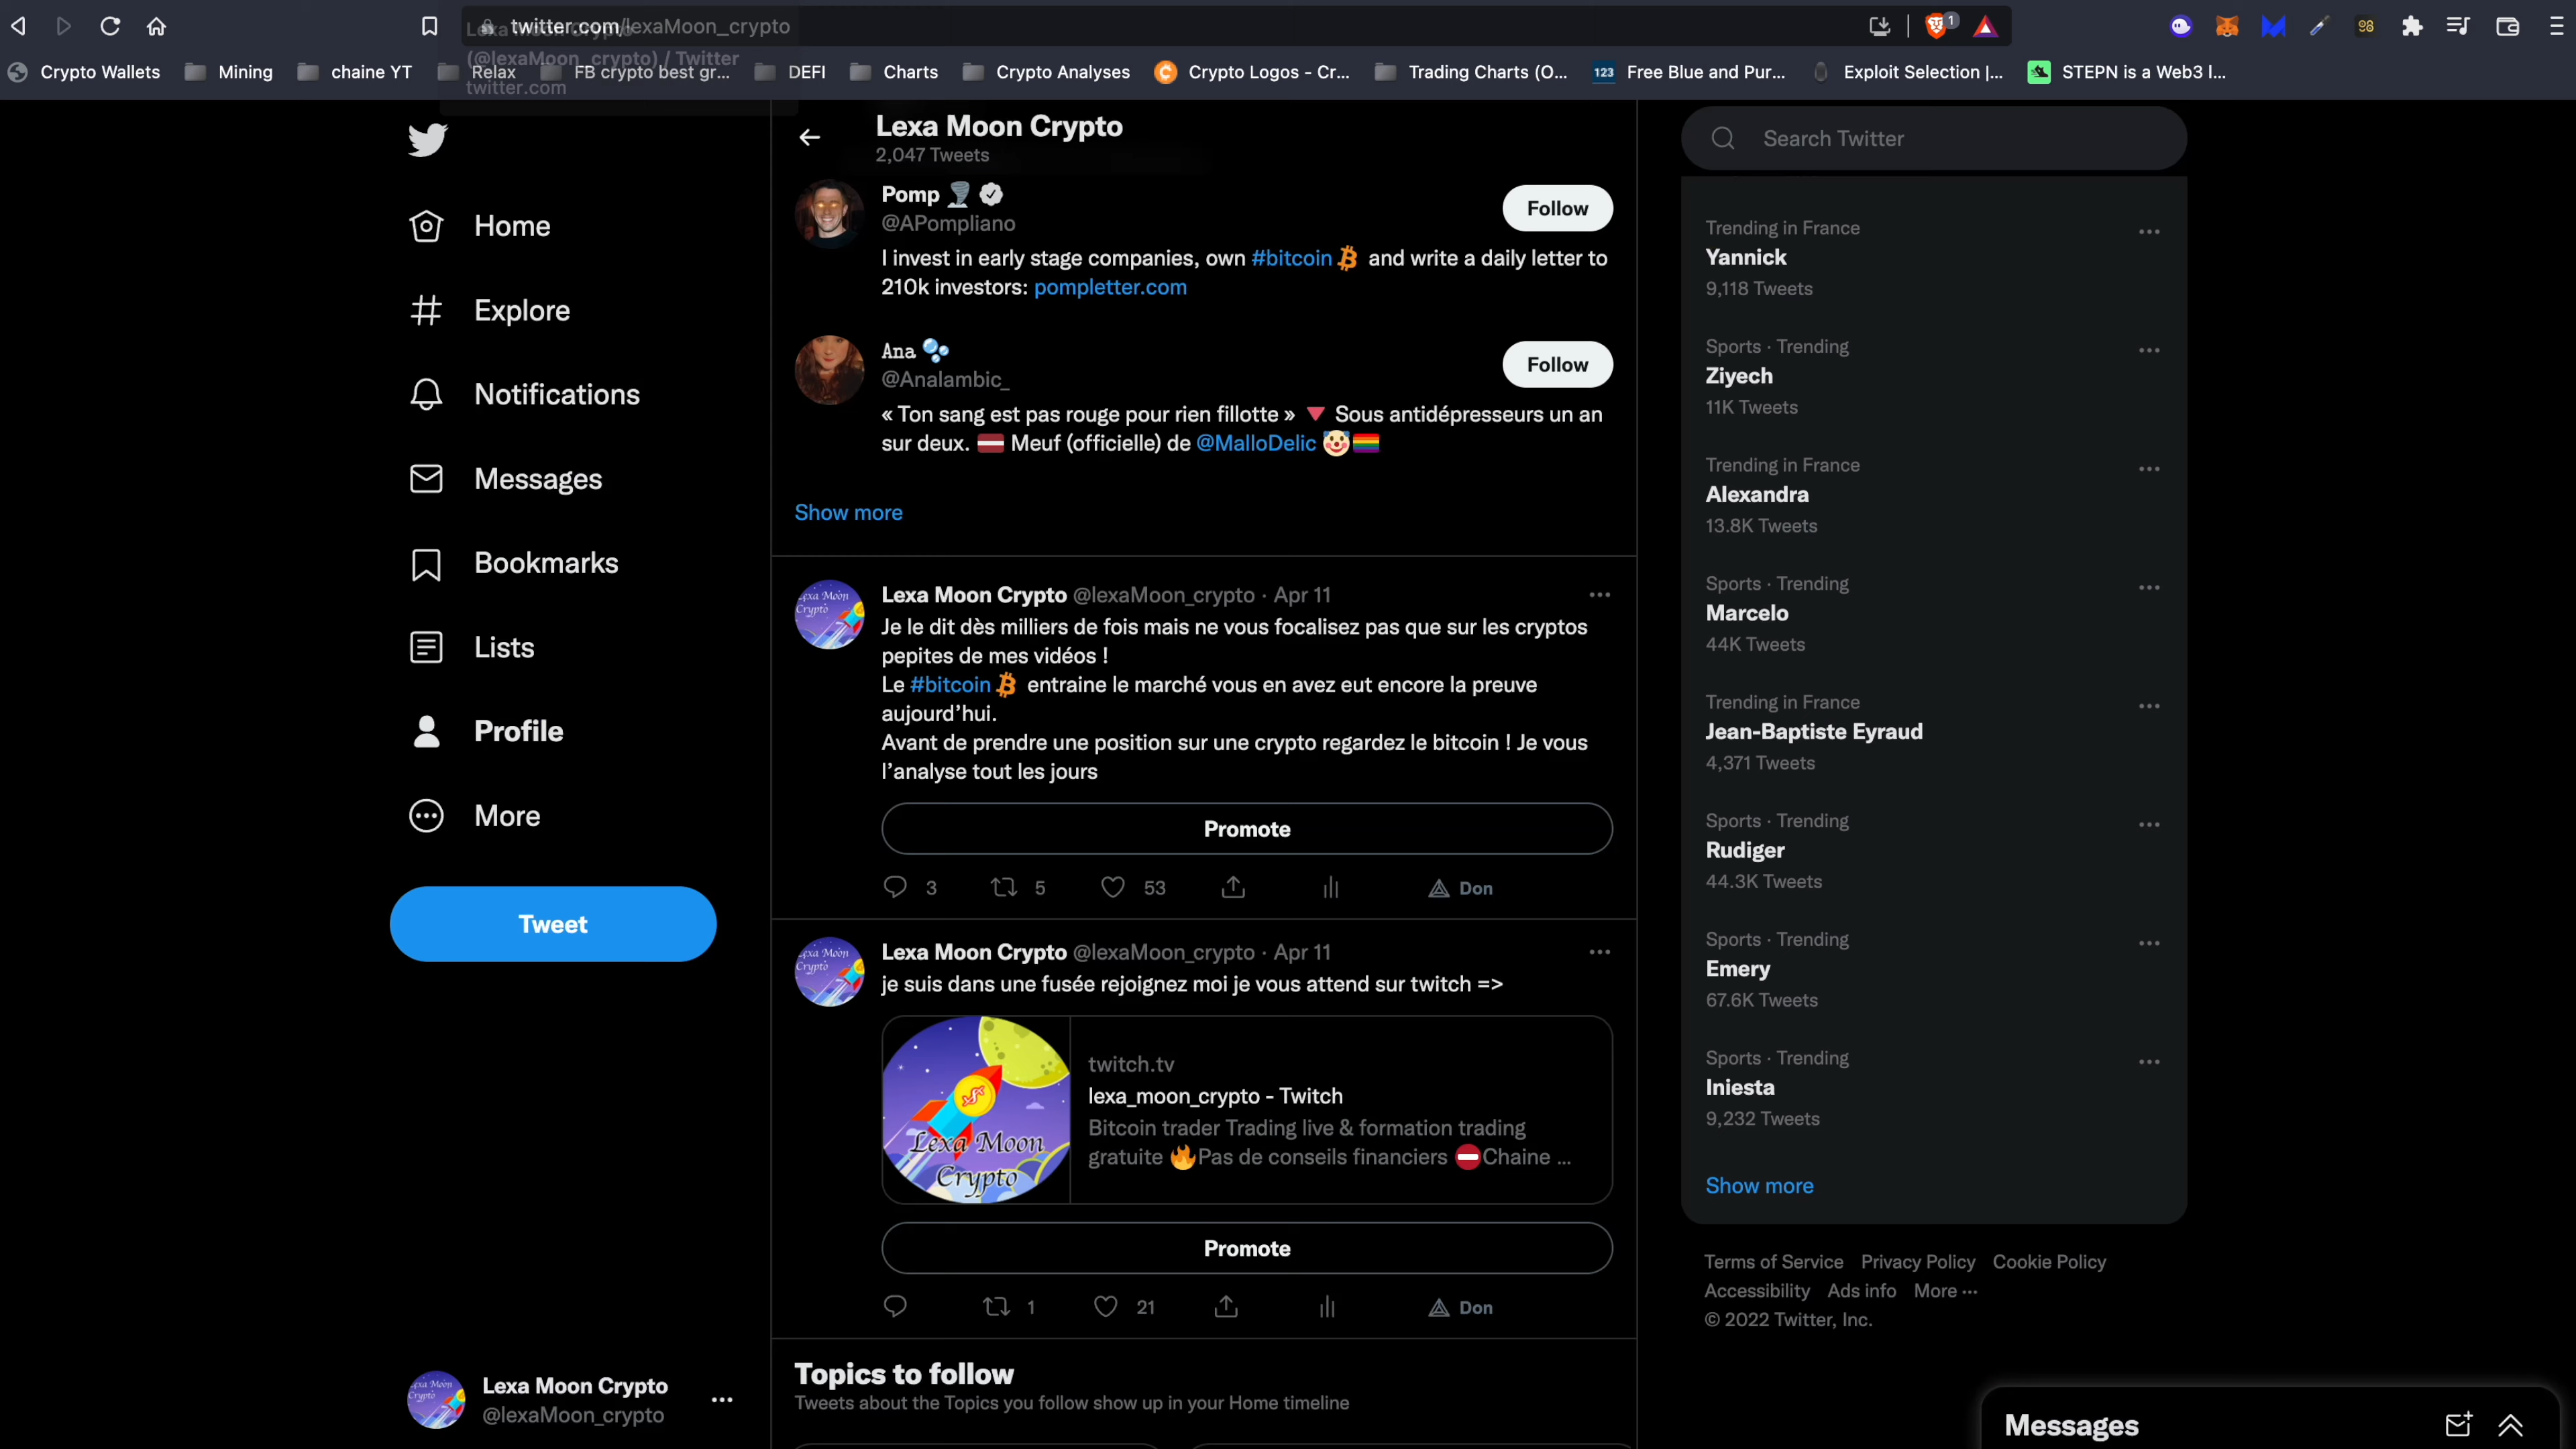 twitter.com/lexaMoon_crypto
(@lexaMoon_crypto) / Twitter
twitter.com
1
98
Crypto Wallets
Mining
chaine YT
Relax
FB crypto best gr...
DEFI
Charts
Crypto Analyses
Crypto Logos - Cr...
Trading Charts (O...
123
Free Blue and Pur...
Exploit Selection |...
STEPN is a Web3 l...
Home
Explore
Notifications
Messages
Bookmarks
Lists
Profile
More
Tweet
Lexa Moon Crypto
@lexaMoon_crypto
Lexa Moon Crypto
2,047 Tweets
Pomp
@APompliano
Follow
I invest in early stage companies, own #bitcoin and write a daily letter to
210k investors: pompletter.com
Ana
@Analambic_
Follow
« Ton sang est pas rouge pour rien fillotte » 🔻 Sous antidépresseurs un an
sur deux. Meuf (officielle) de @MalloDelic
Show more
Lexa Moon Crypto @lexaMoon_crypto · Apr 11
Je le dit dès milliers de fois mais ne vous focalisez pas que sur les cryptos
pepites de mes vidéos !
Le #bitcoin entraine le marché vous en avez eut encore la preuve
aujourd’hui.
Avant de prendre une position sur une crypto regardez le bitcoin ! Je vous
l’analyse tout les jours
Promote
3
5
53
Don
Lexa Moon Crypto @lexaMoon_crypto · Apr 11
je suis dans une fusée rejoignez moi je vous attend sur twitch =>
Lexa Moon
Crypto
twitch.tv
lexa_moon_crypto - Twitch
Bitcoin trader Trading live & formation trading
gratuite 🔥Pas de conseils financiers ⛔Chaine ...
Promote
1
21
Don
Topics to follow
Tweets about the Topics you follow show up in your Home timeline
Search Twitter
Trending in France
Yannick
9,118 Tweets
Sports · Trending
Ziyech
11K Tweets
Trending in France
Alexandra
13.8K Tweets
Sports · Trending
Marcelo
44K Tweets
Trending in France
Jean-Baptiste Eyraud
4,371 Tweets
Sports · Trending
Rudiger
44.3K Tweets
Sports · Trending
Emery
67.6K Tweets
Sports · Trending
Iniesta
9,232 Tweets
Show more
Terms of Service Privacy Policy Cookie Policy
Accessibility Ads info More ···
© 2022 Twitter, Inc.
Messages